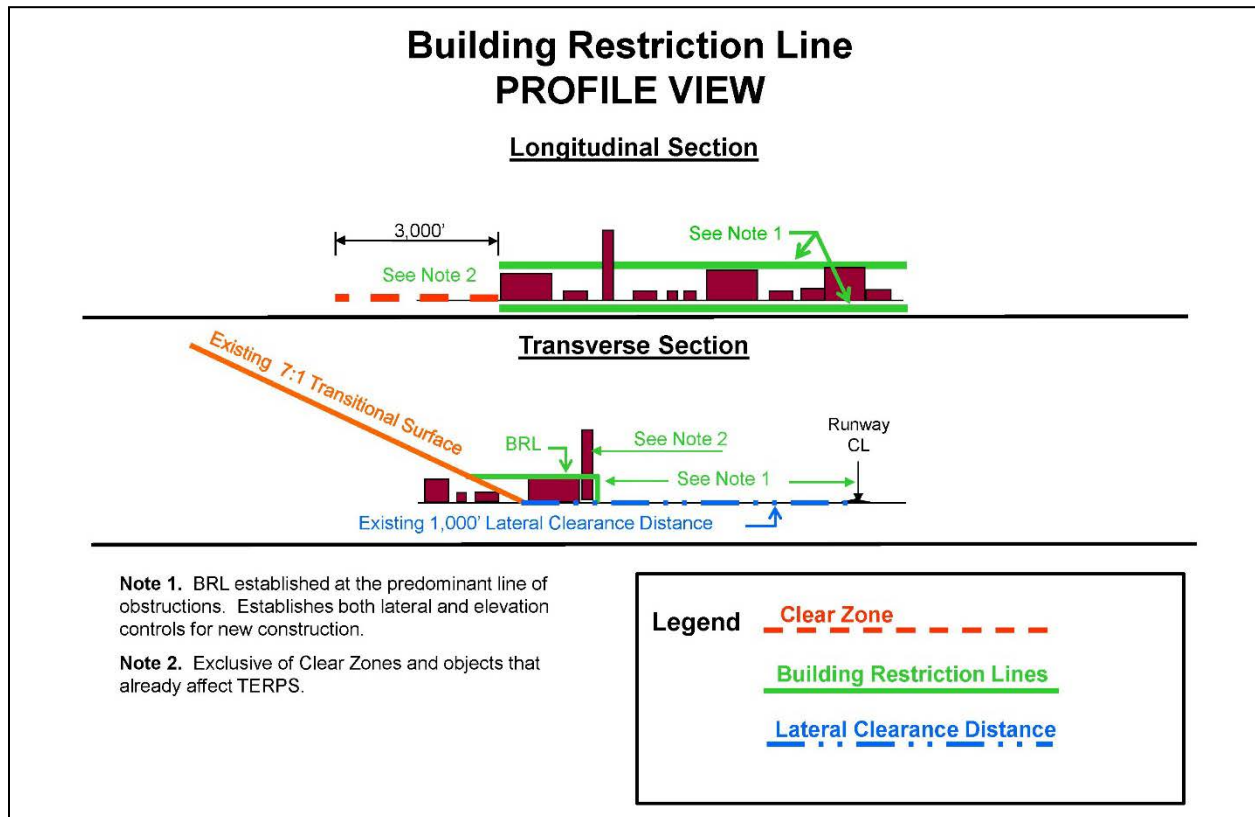 Building Restriction Line
PROFILE VIEW
Longitudinal Section
3,000'
See Note 1
See Note 2
Transverse Section
Existing 7:1 Transitional Surface
BRL
See Note 2
Runway
CL
See Note 1
Existing 1,000' Lateral Clearance Distance
Note 1. BRL established at the predominant line of
obstructions. Establishes both lateral and elevation
controls for new construction.
Note 2. Exclusive of Clear Zones and objects that
already affect TERPS.
Legend
Clear Zone
Building Restriction Lines
Lateral Clearance Distance